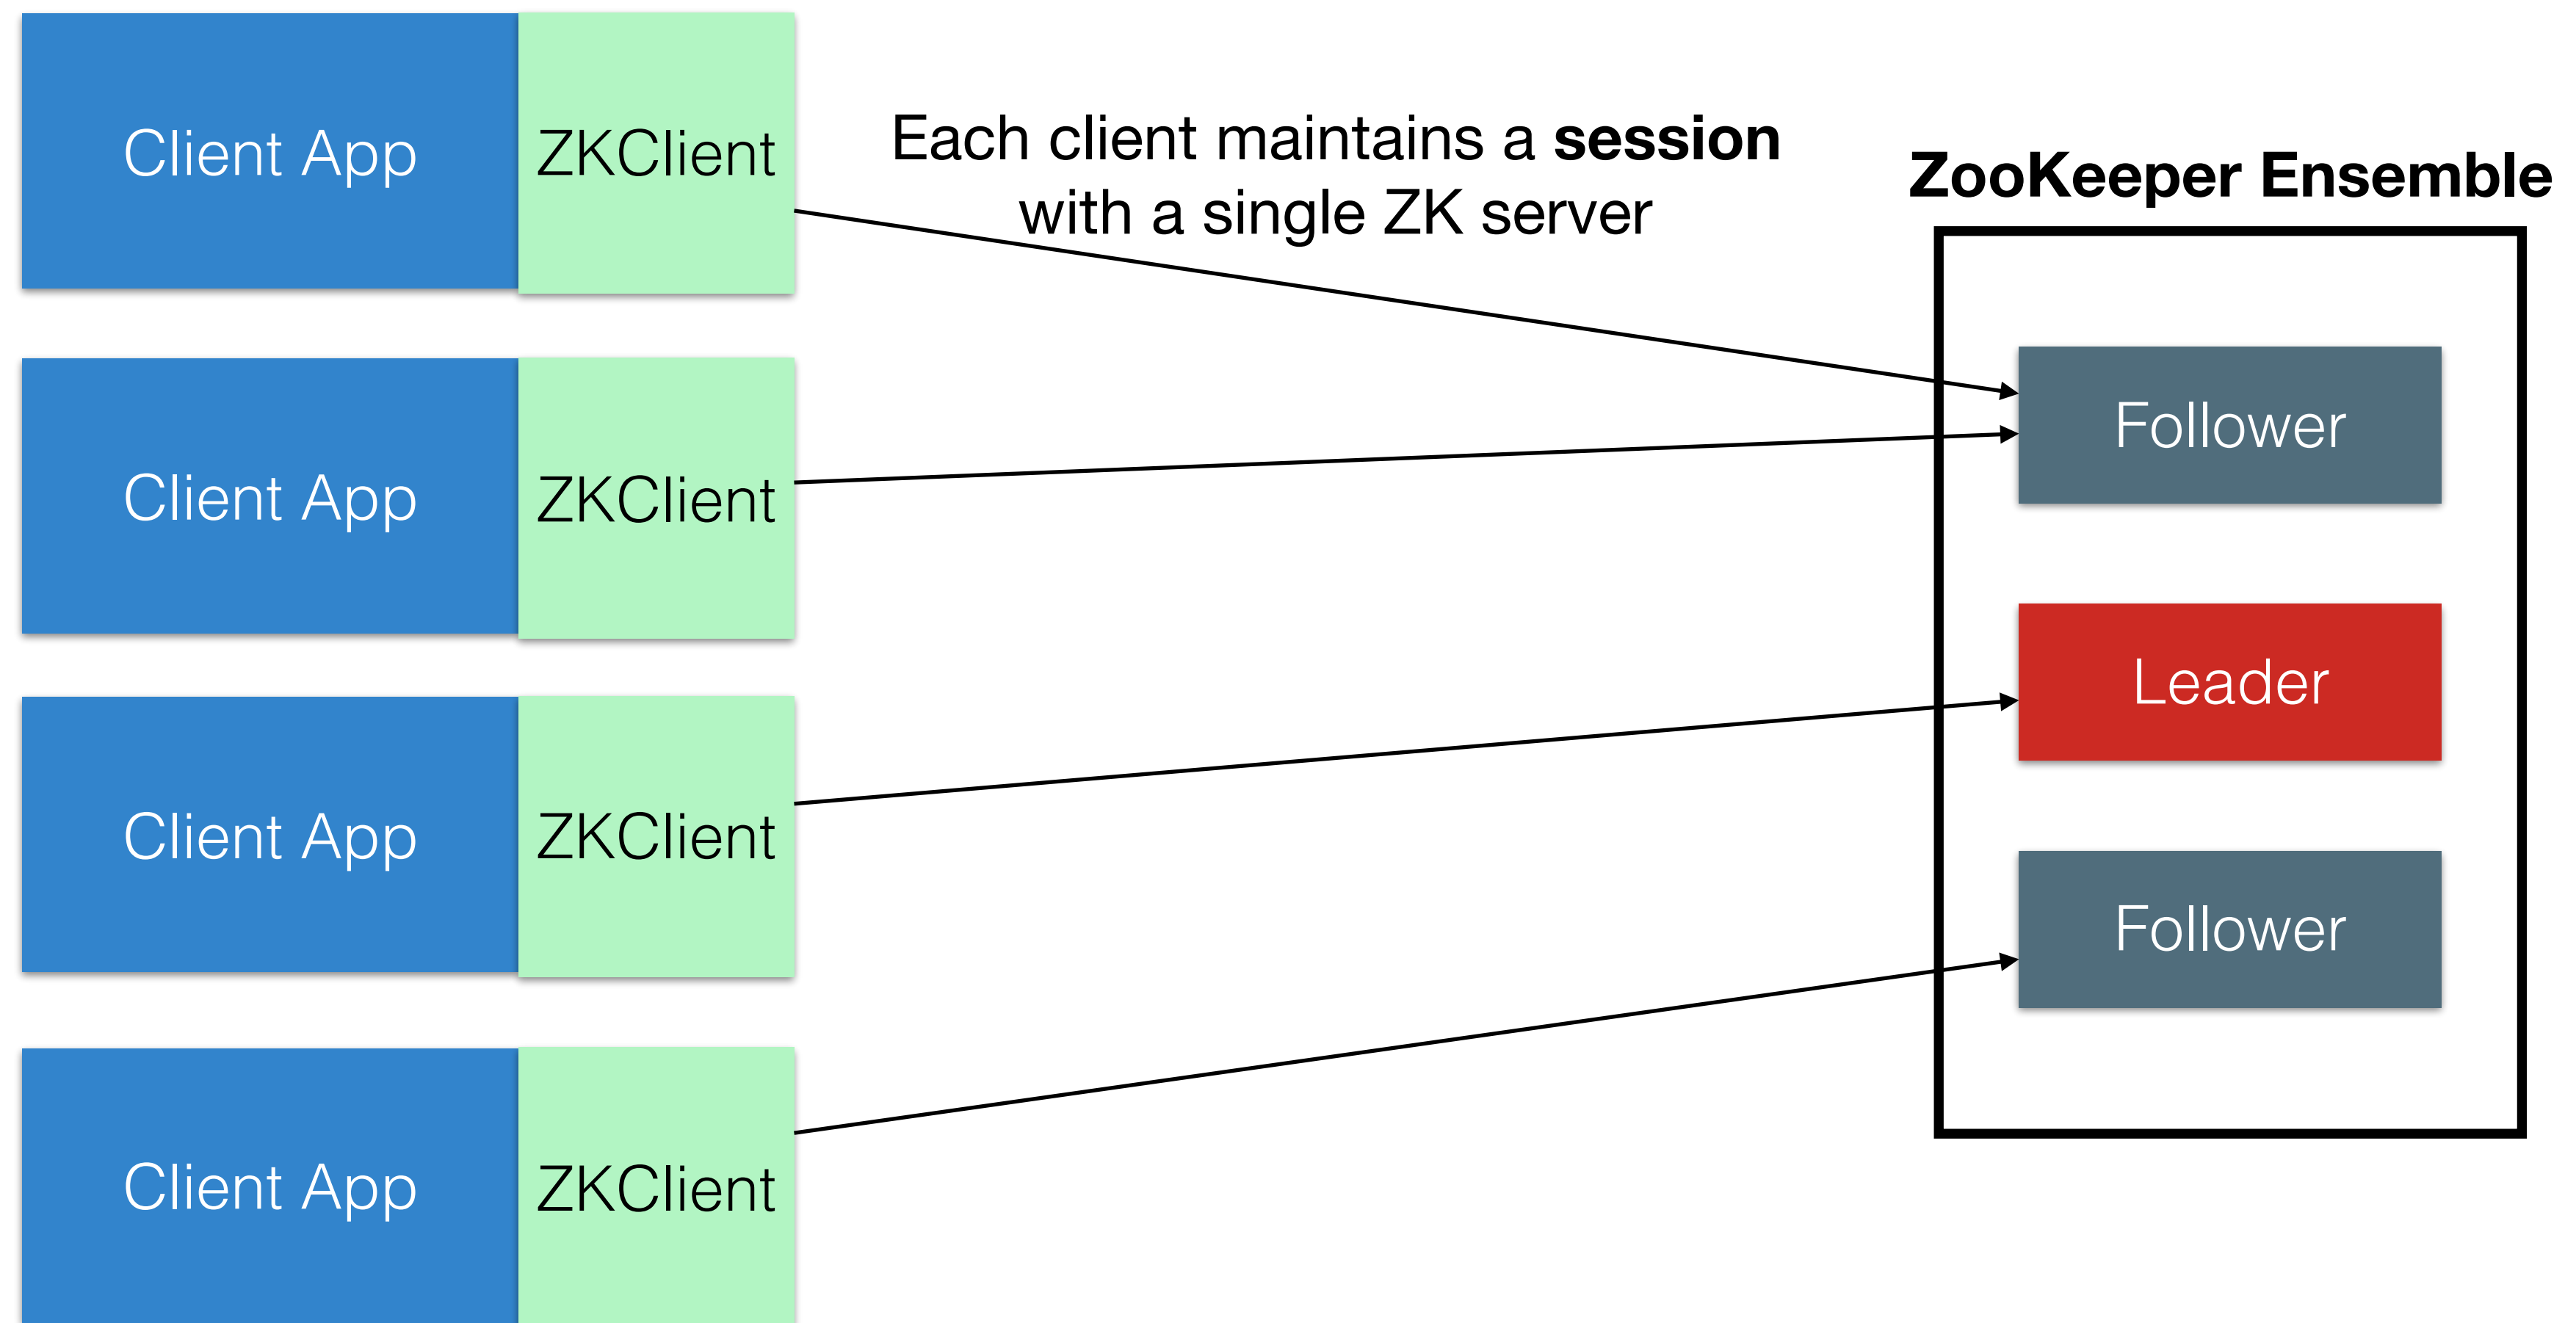 Client App
ZKClient
Each client maintains a session
with a single ZK server
ZooKeeper Ensemble
Client App
ZKClient
Follower
Leader
Client App
ZKClient
Follower
Client App
ZKClient